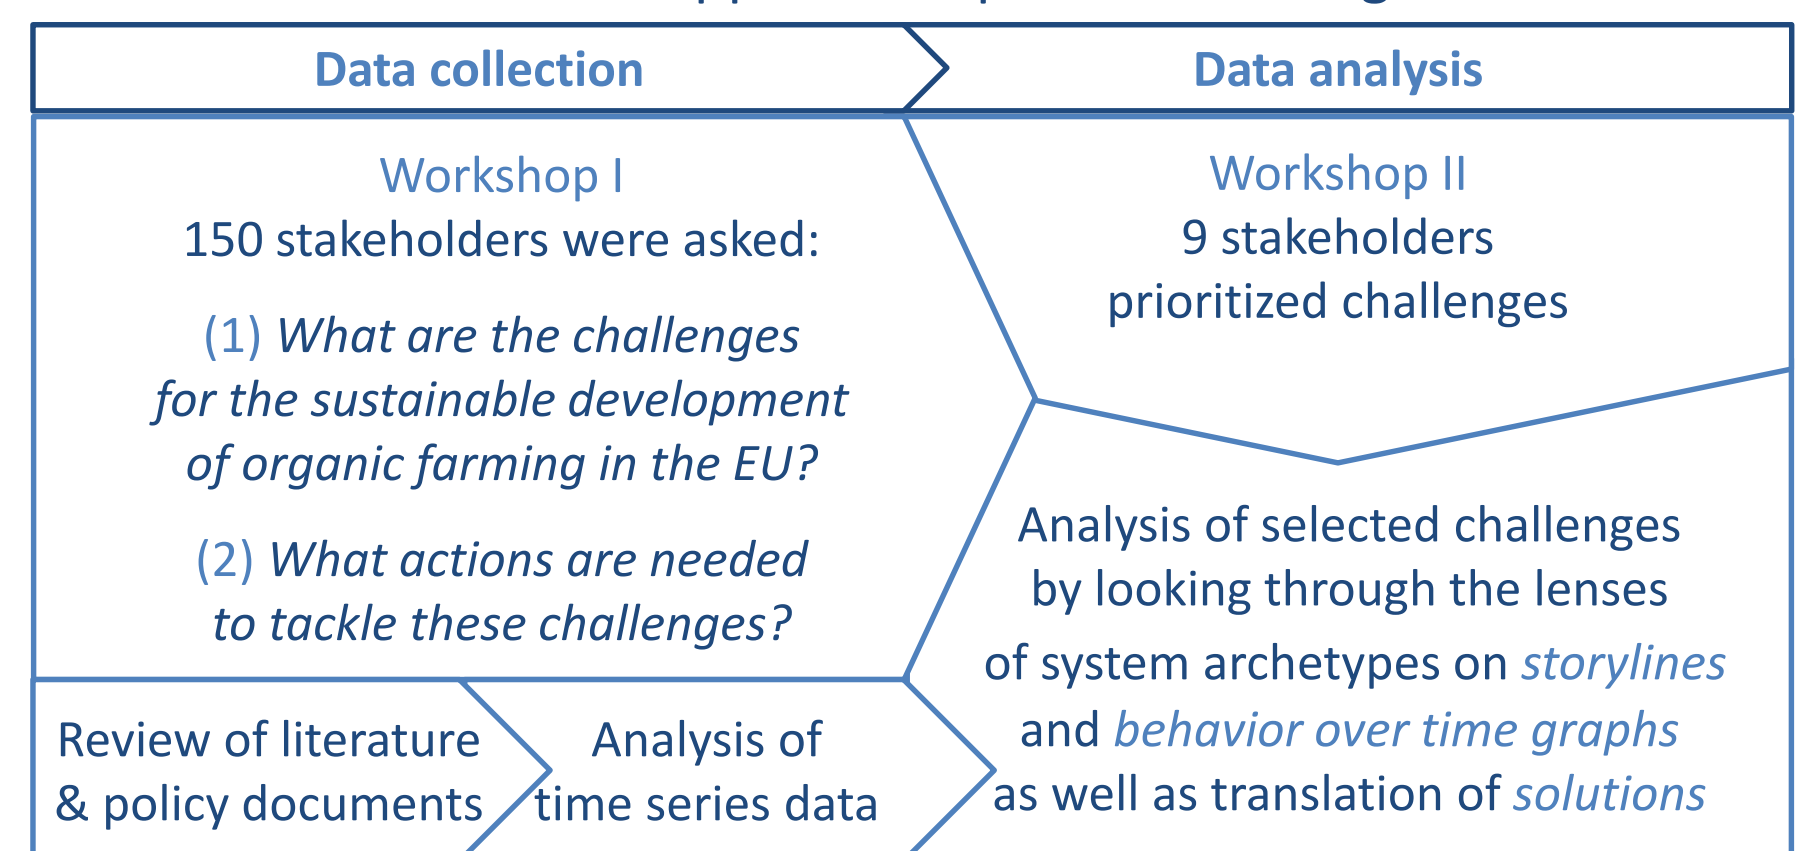 Data collection
Data analysis
Workshop I
150 stakeholders were asked:
(1) What are the challenges
for the sustainable development
of organic farming in the EU?
(2) What actions are needed
to tackle these challenges?
Review of literature
& policy documents
Analysis of
time series data
Workshop II
9 stakeholders
prioritized challenges
Analysis of selected challenges
by looking through the lenses
of system archetypes on storylines
and behavior over time graphs
as well as translation of solutions